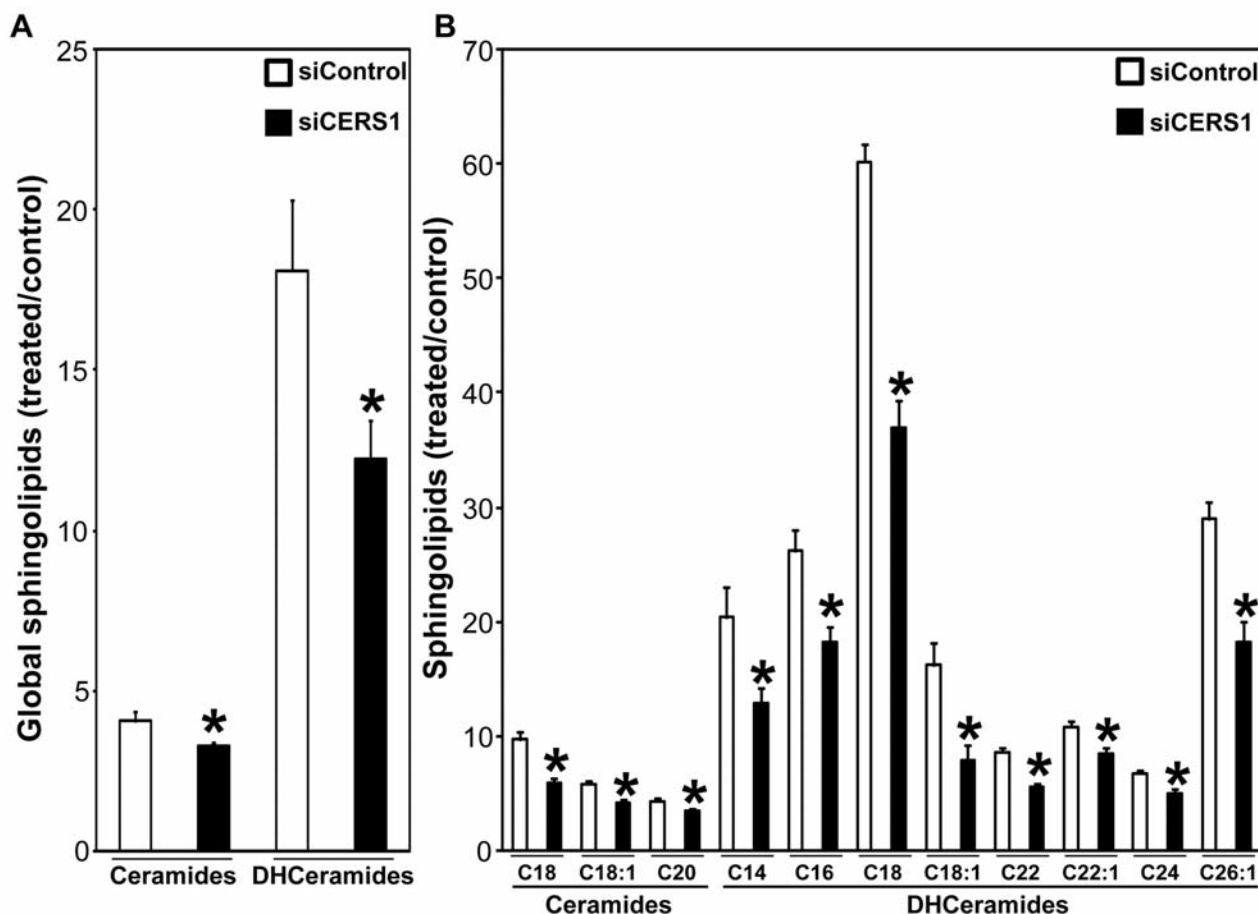 A
Global sphingolipids (treated/control)
25
20
15
10
5
0
siControl
siCERS1
*
*
Ceramides DHCeramides
B
Sphingolipids (treated/control)
70
60
50
40
30
20
10
0
siControl
siCERS1
*
*
*
*
*
*
*
*
*
*
*
C18 C18:1 C20 C14 C16 C18 C18:1 C22 C22:1 C24 C26:1
Ceramides DHCeramides